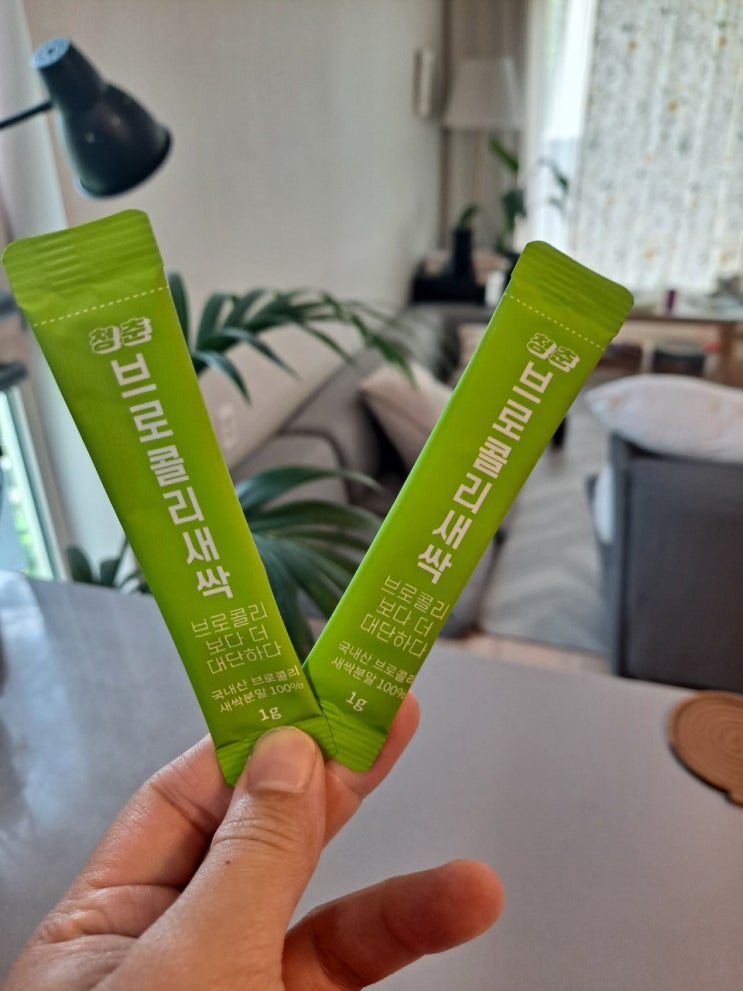 청춘
브로콜리새싹
브로콜리
보다 더
대단하다
국내산 브로콜리
새싹분말 100%
1g
청춘
브로콜리새싹
브로콜리
보다 더
대단하다
국내산 브로콜리
새싹분말 100%
1g